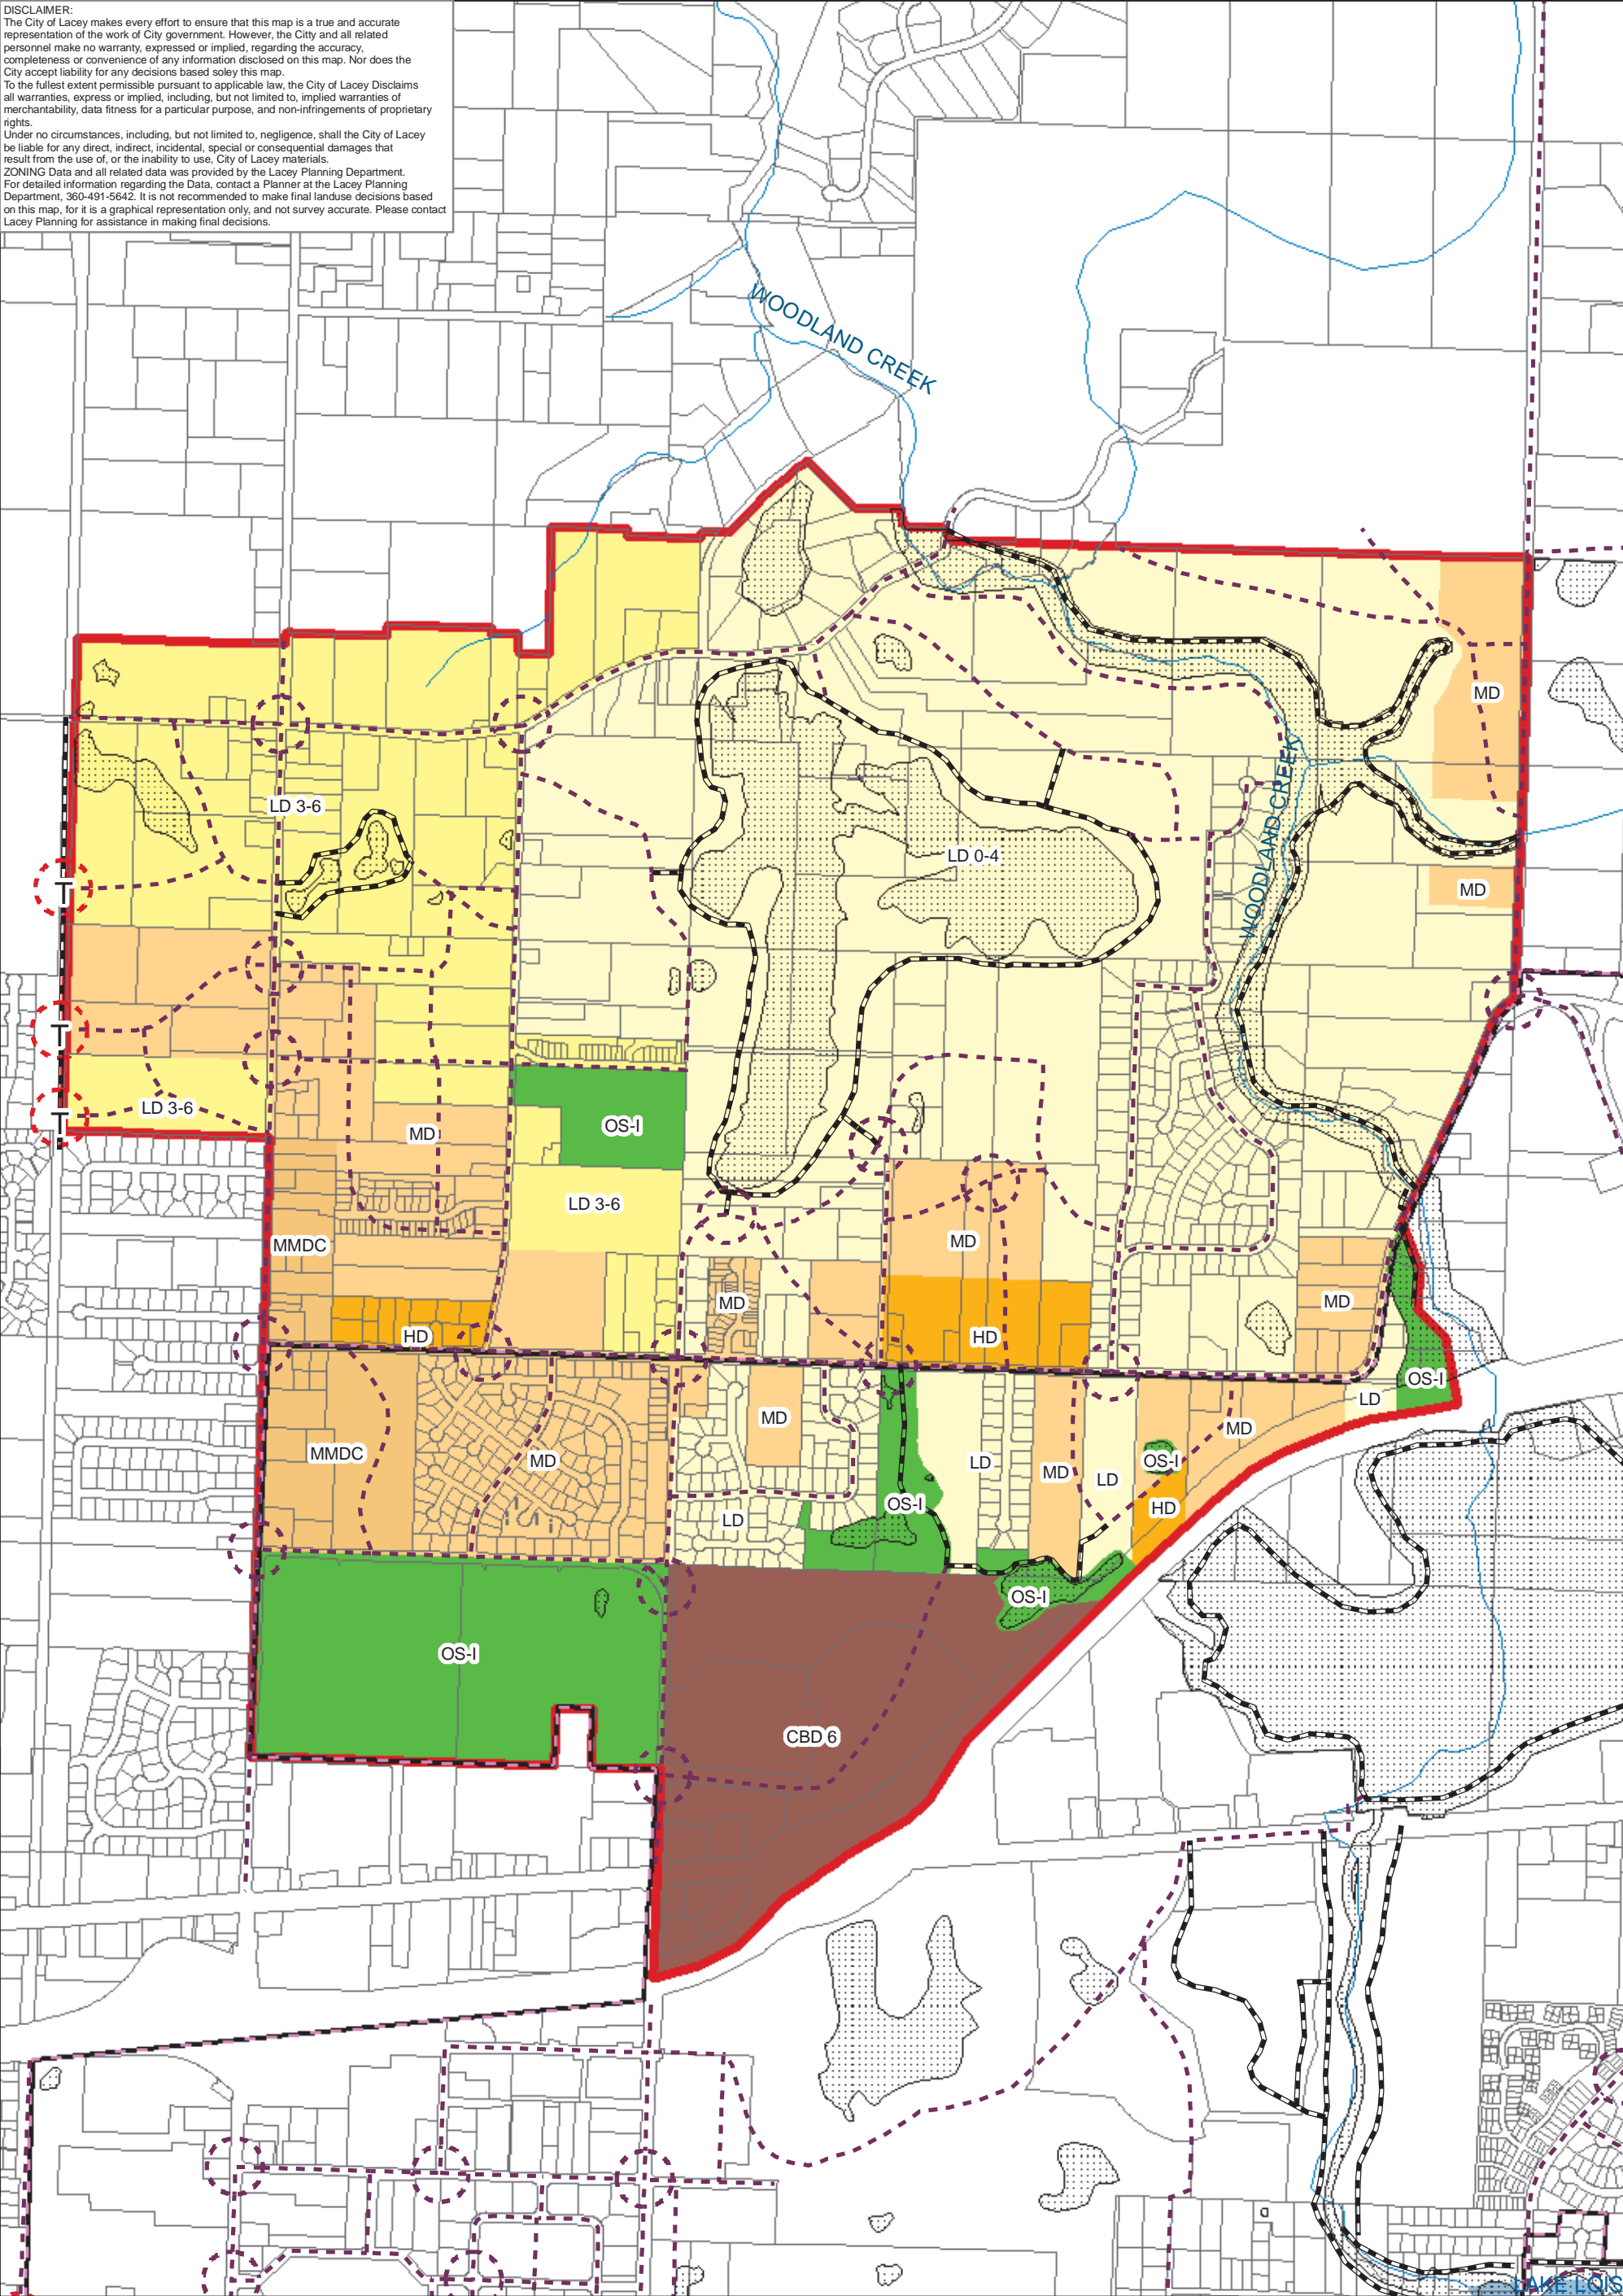 DISCLAIMER:
The City of Lacey makes every effort to ensure that this map is a true and accurate
representation of the work of City government. However, the Citty and all related
personnel make no warranty, expressed or implied, regarding the accuracy,
completeness or convenience of any information disclosed on this map. Nor does the
City accept liability for any decisions based soley this map.
To the fullest extent permissible pursuant to applicable law, the City of Lacey Disclaims
all warranties, express or implied, including, but not limited to, implied warranties of
merchantability, data fitness for a particular purpose, and non-infringements of proprietary
rights.
Under no circumstances, including, but not limited to, negligence, shall the City of Lacey
be liable for any direct, indirect, incidental, special or consequential damages that
result from the use of, or the inability to use, City of Lacey materials.
ZONING Data and all related data was provided by the Lacey Planning Department.
For detailed information regarding the Data, contact a Planner at the Lacey Planning
Department, 360-491-5642. It is not recommended to make final landuse decisions based
on this map, for it is a graphical representation only, and not survey accurate. Please contact
Lacey Planning for assistance in making final decisions.
WOODLAND CREEK
MD
LD 3-6
WOODLAND CREEK
LD 0-4
MD
T
T
LD 3-6
T
OS-I
MD
LD 3-6
MD
MMDC
MD
MD
HD
HD
OS-I
LD
MD
MD
MMDC
MD
LD
OS-I
MD
LD
OS-I
HD
LD
OS-I
OS-I
CBD 6
LAKE LOIS